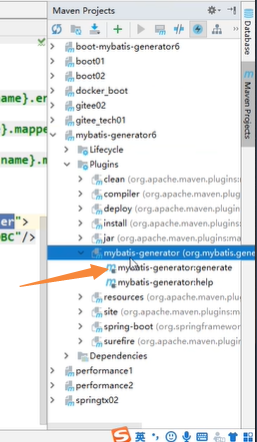 Maven Projects
boot-mybatis-generator6
boot01
boot02
docker_boot
gitee02
gitee_tech01
mybatis-generator6
Lifecycle
Plugins
clean (org.apache.maven.plugins:
compiler (org.apache.maven.plugins:
deploy (org.apache.maven.plugins:
install (org.apache.maven.plugins:
jar (org.apache.maven.plugins:m
mybatis-generator (org.mybatis.gene
mybatis-generator:generate
mybatis-generator:help
resources (org.apache.maven.plugins:
site (org.apache.maven.plugins:m
spring-boot (org.springframework
surefire (org.apache.maven.plugins:
Dependencies
performance1
performance2
springtx02
name}.en
}.mappe
name}.m
er">
BC"/>
Database
Maven Projects
英